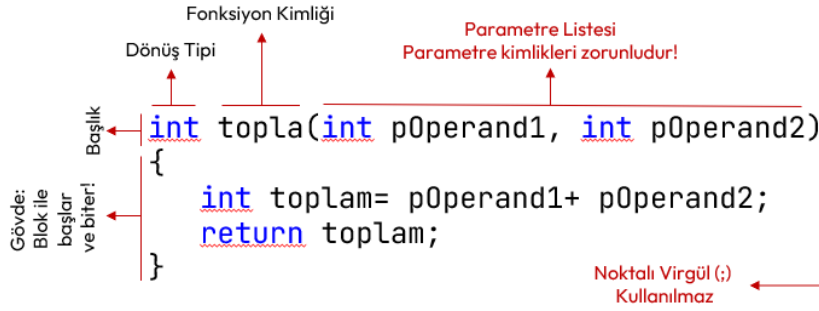 Fonksiyon Kimliği
Dönüş Tipi
Parametre Listesi
Parametre kimlikleri zorunludur!
Başlık
int topla(int pOperand1, int pOperand2)
{
int toplam= pOperand1+ pOperand2;
return toplam;
}
Gövde:
Blok ile
başlar
ve biter!
Noktalı Virgül (;)
Kullanılmaz